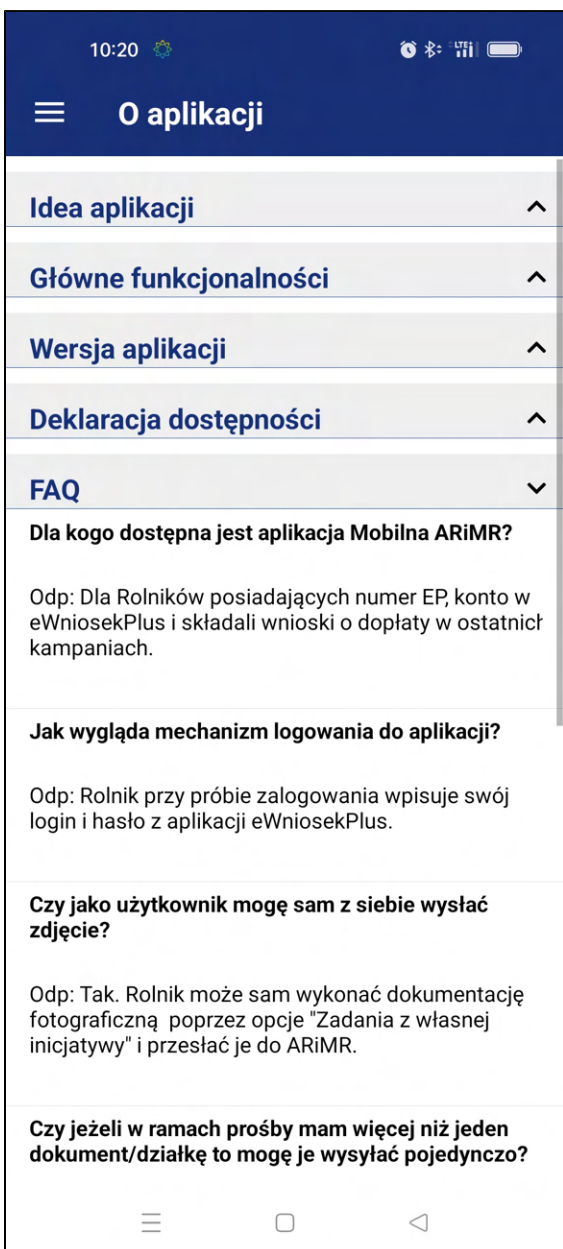 10:20
O aplikacji
Idea aplikacji
Główne funkcjonalności
Wersja aplikacji
Deklaracja dostępności
FAQ
Dla kogo dostępna jest aplikacja Mobilna ARiMR?
Odp: Dla Rolników posiadających numer EP, konto w
eWniosekPlus i składali wnioski o dopłaty w ostatnich
kampaniach.
Jak wygląda mechanizm logowania do aplikacji?
Odp: Rolnik przy próbie zalogowania wpisuje swój
login i hasło z aplikacji eWniosekPlus.
Czy jako użytkownik mogę sam z siebie wysłać
zdjęcie?
Odp: Tak. Rolnik może sam wykonać dokumentację
fotograficzną  poprzez opcje "Zadania z własnej
inicjatywy" i przesłać je do ARiMR.
Czy jeżeli w ramach prośby mam więcej niż jeden
dokument/działkę to mogę je wysyłać pojedynczo?